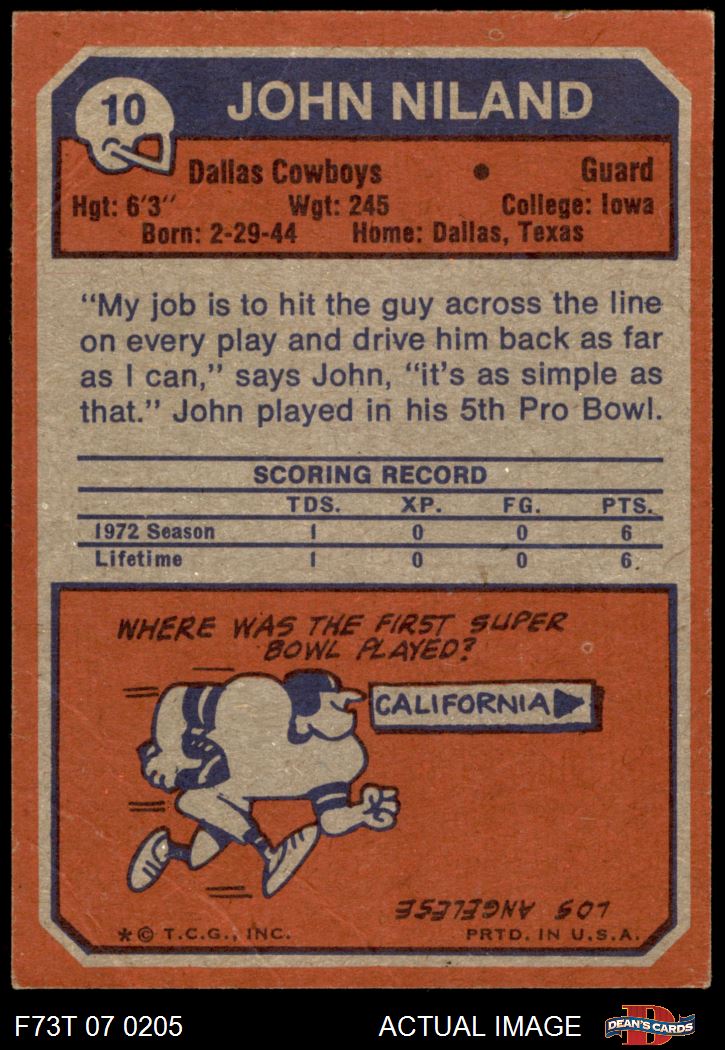 10
JOHN NILAND
Dallas Cowboys • Guard
Hgt: 6'3" Wgt: 245 College: Iowa
Born: 2-29-44 Home: Dallas, Texas
"My job is to hit the guy across the line
on every play and drive him back as far
as I can," says John, "it's as simple as
that." John played in his 5th Pro Bowl.
SCORING RECORD
TDS. XP. FG. PTS.
1972 Season 1 0 0 6
Lifetime 1 0 0 6.
WHERE WAS THE FIRST SUPER
BOWL PLAYED?
CALIFORNIA
LOS ANGELESE
*© T.C.G., INC. PRTD. IN U.S.A.
F73T 07 0205 ACTUAL IMAGE
DEAN'S CARDS